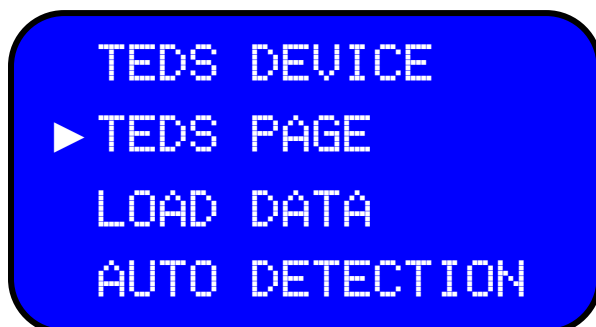 TEDS DEVICE
►TEDS PAGE
LOAD DATA
AUTO DETECTION